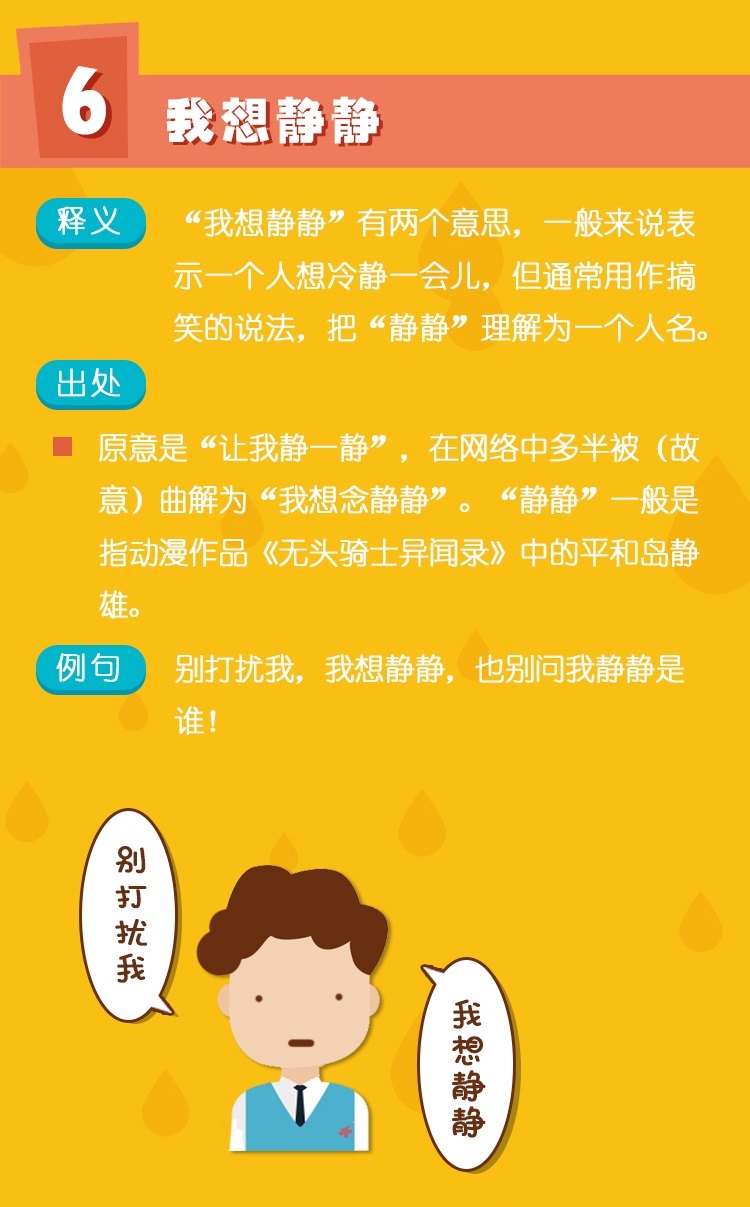 6
我想静静
释义
“我想静静”有两个意思，一般来说表
示一个人想冷静一会儿，但通常用作搞
笑的说法，把“静静”理解为一个人名。
出处
原意是“让我静一静”，在网络中多半被（故
意）曲解为“我想念静静”。“静静”一般是
指动漫作品《无头骑士异闻录》中的平和岛静
雄。
例句
别打扰我，我想静静，也别问我静静是
谁！
别打扰我
我想静静